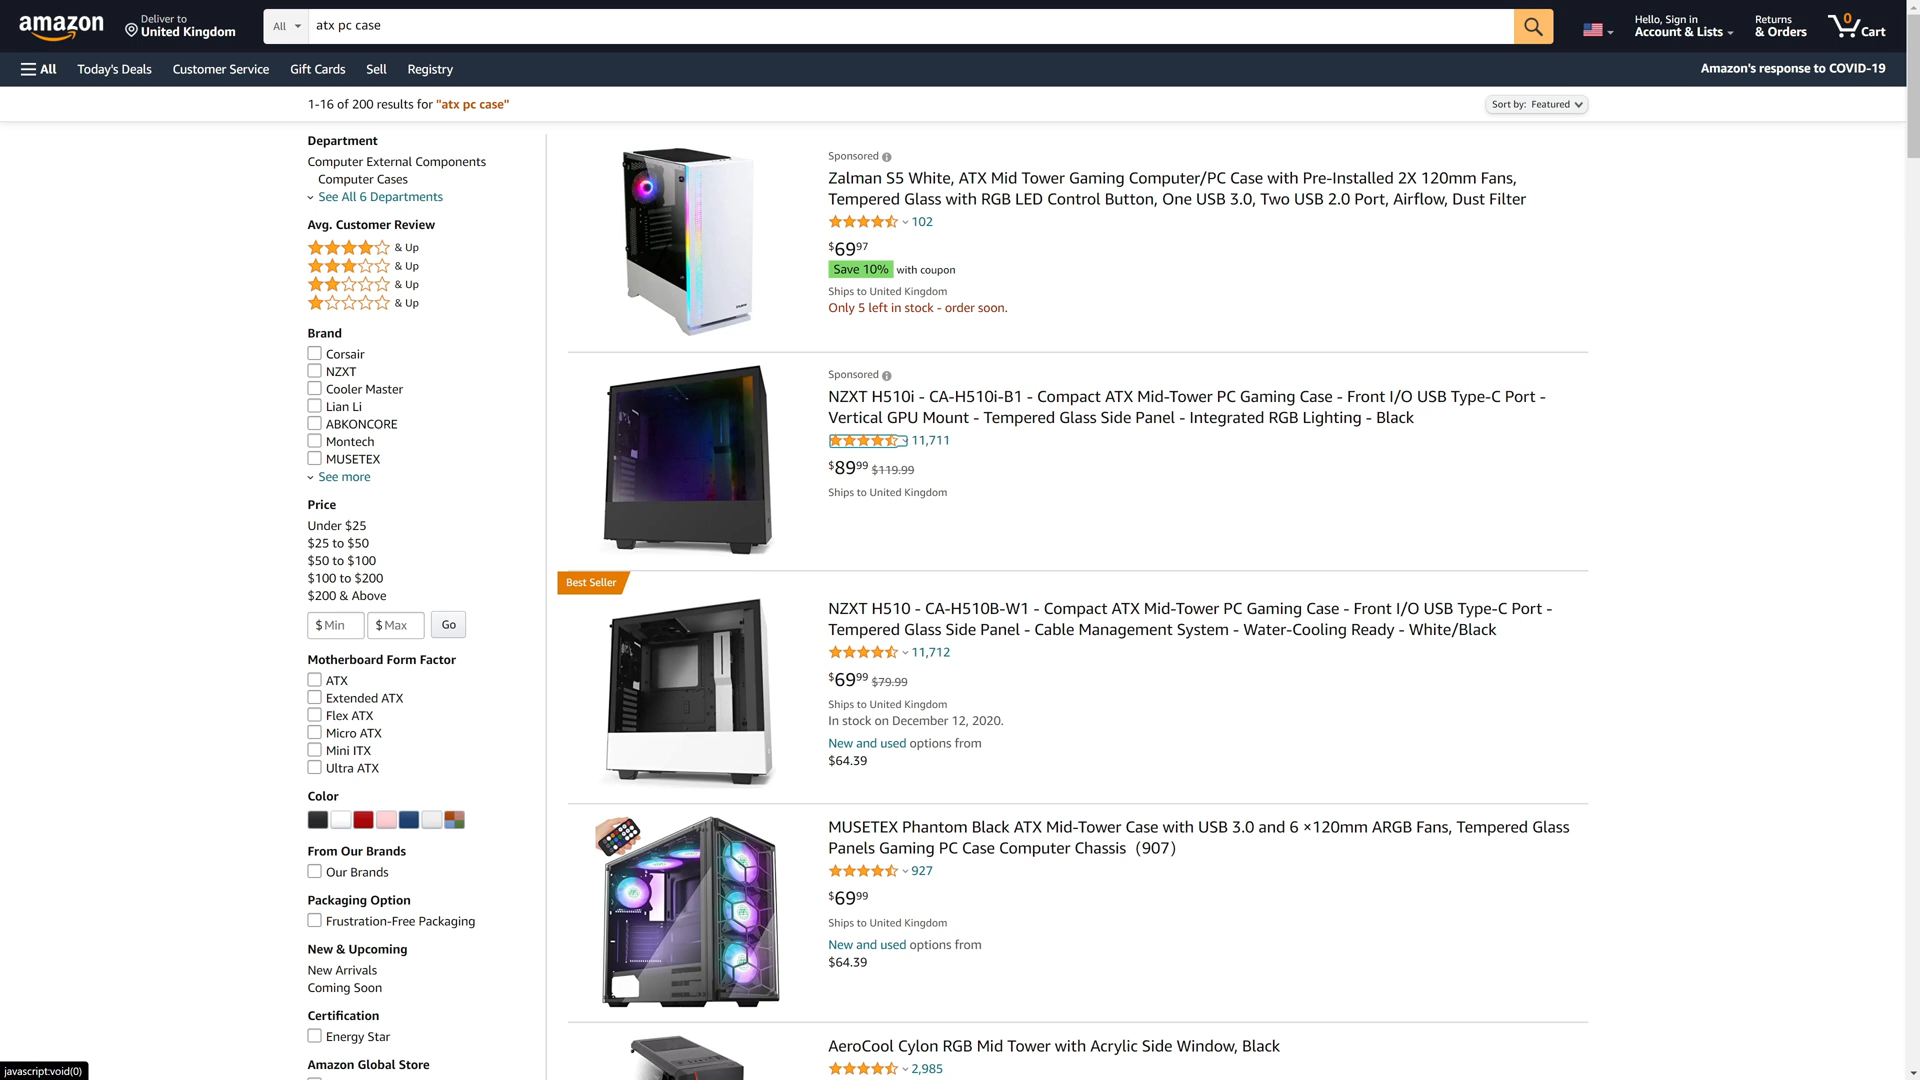 amazon
Deliver to
United Kingdom
All
atx pc case
Hello, Sign in
Account & Lists
Returns
& Orders
0
Cart
All
Today's Deals
Customer Service
Gift Cards
Sell
Registry
Amazon's response to COVID-19
1-16 of 200 results for "atx pc case"
Sort by: Featured
Department
Computer External Components
Computer Cases
See All 6 Departments
Avg. Customer Review
& Up
& Up
& Up
& Up
Brand
Corsair
NZXT
Cooler Master
Lian Li
ABKONCORE
Montech
MUSETEX
See more
Price
Under $25
$25 to $50
$50 to $100
$100 to $200
$200 & Above
$ Min
$ Max
Go
Motherboard Form Factor
ATX
Extended ATX
Flex ATX
Micro ATX
Mini ITX
Ultra ATX
Color
From Our Brands
Our Brands
Packaging Option
Frustration-Free Packaging
New & Upcoming
New Arrivals
Coming Soon
Certification
Energy Star
Amazon Global Store
Sponsored
Zalman S5 White, ATX Mid Tower Gaming Computer/PC Case with Pre-Installed 2X 120mm Fans,
Tempered Glass with RGB LED Control Button, One USB 3.0, Two USB 2.0 Port, Airflow, Dust Filter
102
$69 97
Save 10% with coupon
Ships to United Kingdom
Only 5 left in stock - order soon.
Sponsored
NZXT H510i - CA-H510i-B1 - Compact ATX Mid-Tower PC Gaming Case - Front I/O USB Type-C Port -
Vertical GPU Mount - Tempered Glass Side Panel - Integrated RGB Lighting - Black
11,711
$89 99 $119.99
Ships to United Kingdom
Best Seller
NZXT H510 - CA-H510B-W1 - Compact ATX Mid-Tower PC Gaming Case - Front I/O USB Type-C Port -
Tempered Glass Side Panel - Cable Management System - Water-Cooling Ready - White/Black
11,712
$69 99 $79.99
Ships to United Kingdom
In stock on December 12, 2020.
New and used options from
$64.39
MUSETEX Phantom Black ATX Mid-Tower Case with USB 3.0 and 6 ×120mm ARGB Fans, Tempered Glass
Panels Gaming PC Case Computer Chassis（907）
927
$69 99
Ships to United Kingdom
New and used options from
$64.39
AeroCool Cylon RGB Mid Tower with Acrylic Side Window, Black
2,985
javascript:void(0)